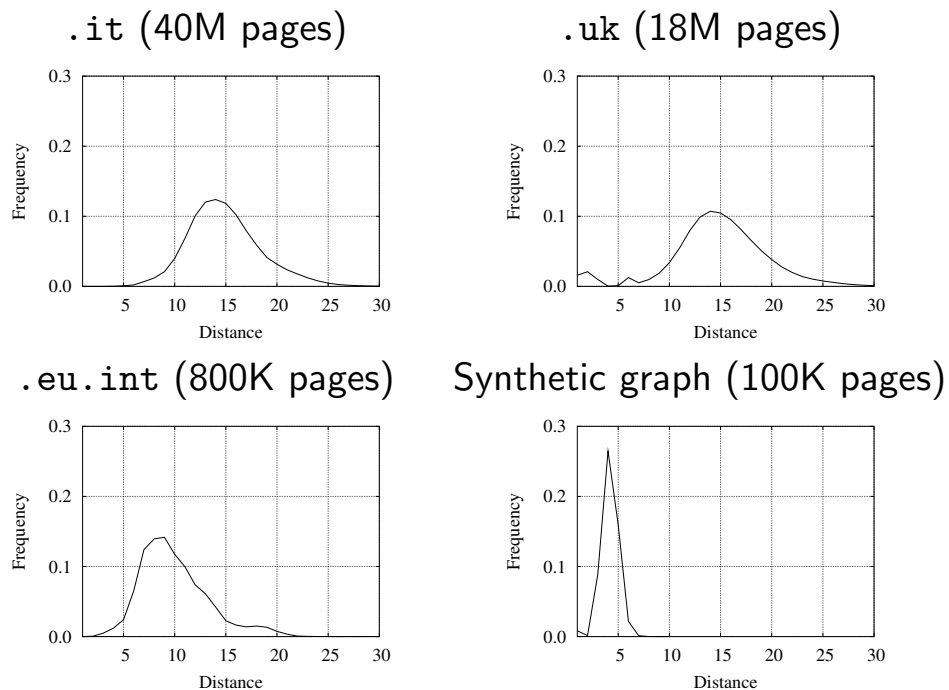 .it (40M pages)
0.3
0.2
0.1
0.0
Frequency
5 10 15 20 25 30
Distance
.uk (18M pages)
0.3
0.2
0.1
0.0
Frequency
5 10 15 20 25 30
Distance
.eu.int (800K pages)
0.3
0.2
0.1
0.0
Frequency
5 10 15 20 25 30
Distance
Synthetic graph (100K pages)
0.3
0.2
0.1
0.0
Frequency
5 10 15 20 25 30
Distance